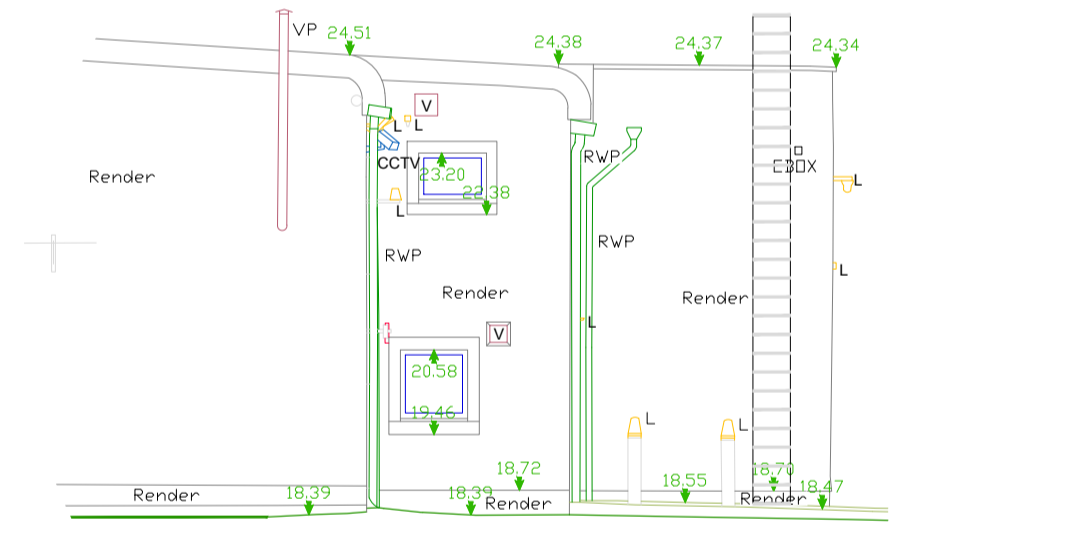 VP
24.51
24.38
24.37
24.34
V
L
L
CCTV
RWP
EBOX
Render
23.20
22.38
L
L
RWP
RWP
L
Render
Render
L
V
20.58
19.46
L
L
18.72
18.70
18.55
18.47
Render
18.39
18.39
Render
Render